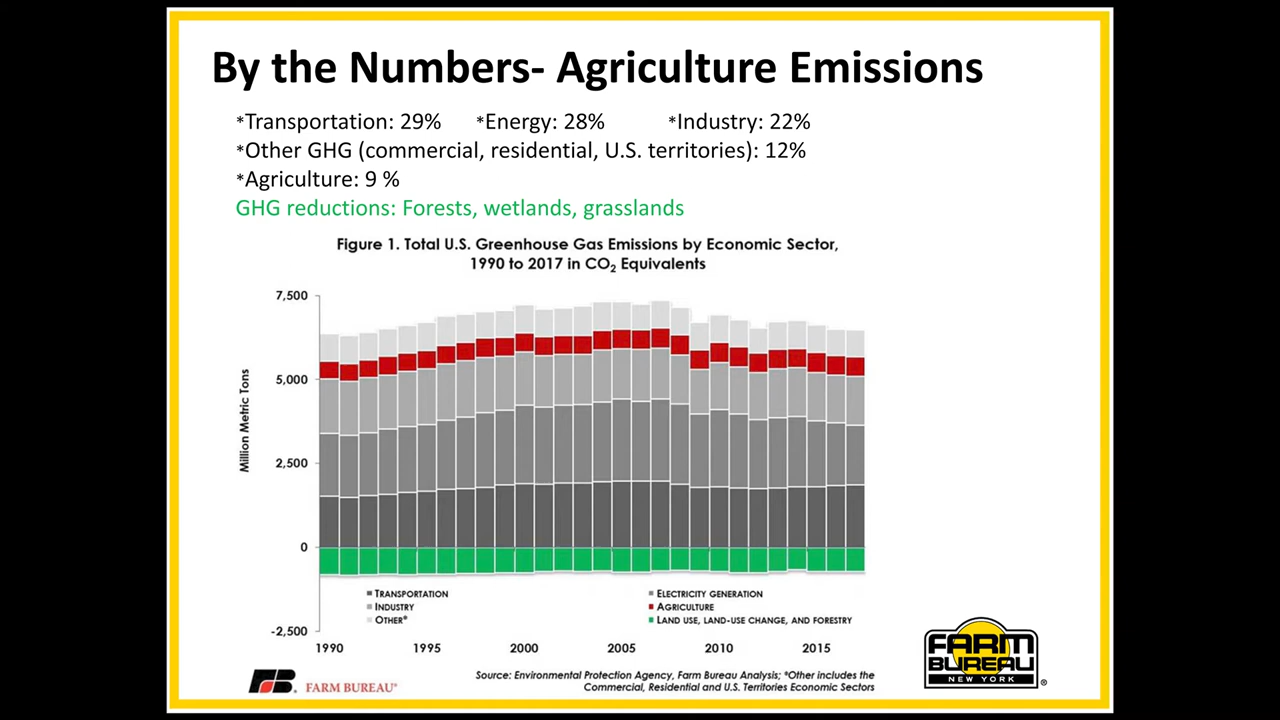 By the Numbers- Agriculture Emissions
*Transportation: 29% *Energy: 28% *Industry: 22%
*Other GHG (commercial, residential, U.S. territories): 12%
*Agriculture: 9 %
GHG reductions: Forests, wetlands, grasslands
Figure 1. Total U.S. Greenhouse Gas Emissions by Economic Sector,
1990 to 2017 in CO₂ Equivalents
Million Metric Tons
7,500
5,000
2,500
0
-2,500
TRANSPORTATION ELECTRICITY GENERATION
INDUSTRY AGRICULTURE
OTHER* LAND USE, LAND-USE CHANGE, AND FORESTRY
1990 1995 2000 2005 2010 2015
Source: Environmental Protection Agency, Farm Bureau Analysis; *Other includes the
Commercial, Residential and U.S. Territories Economic Sectors
FB® FARM BUREAU®
FARM
BUREAU
NEW YORK ®